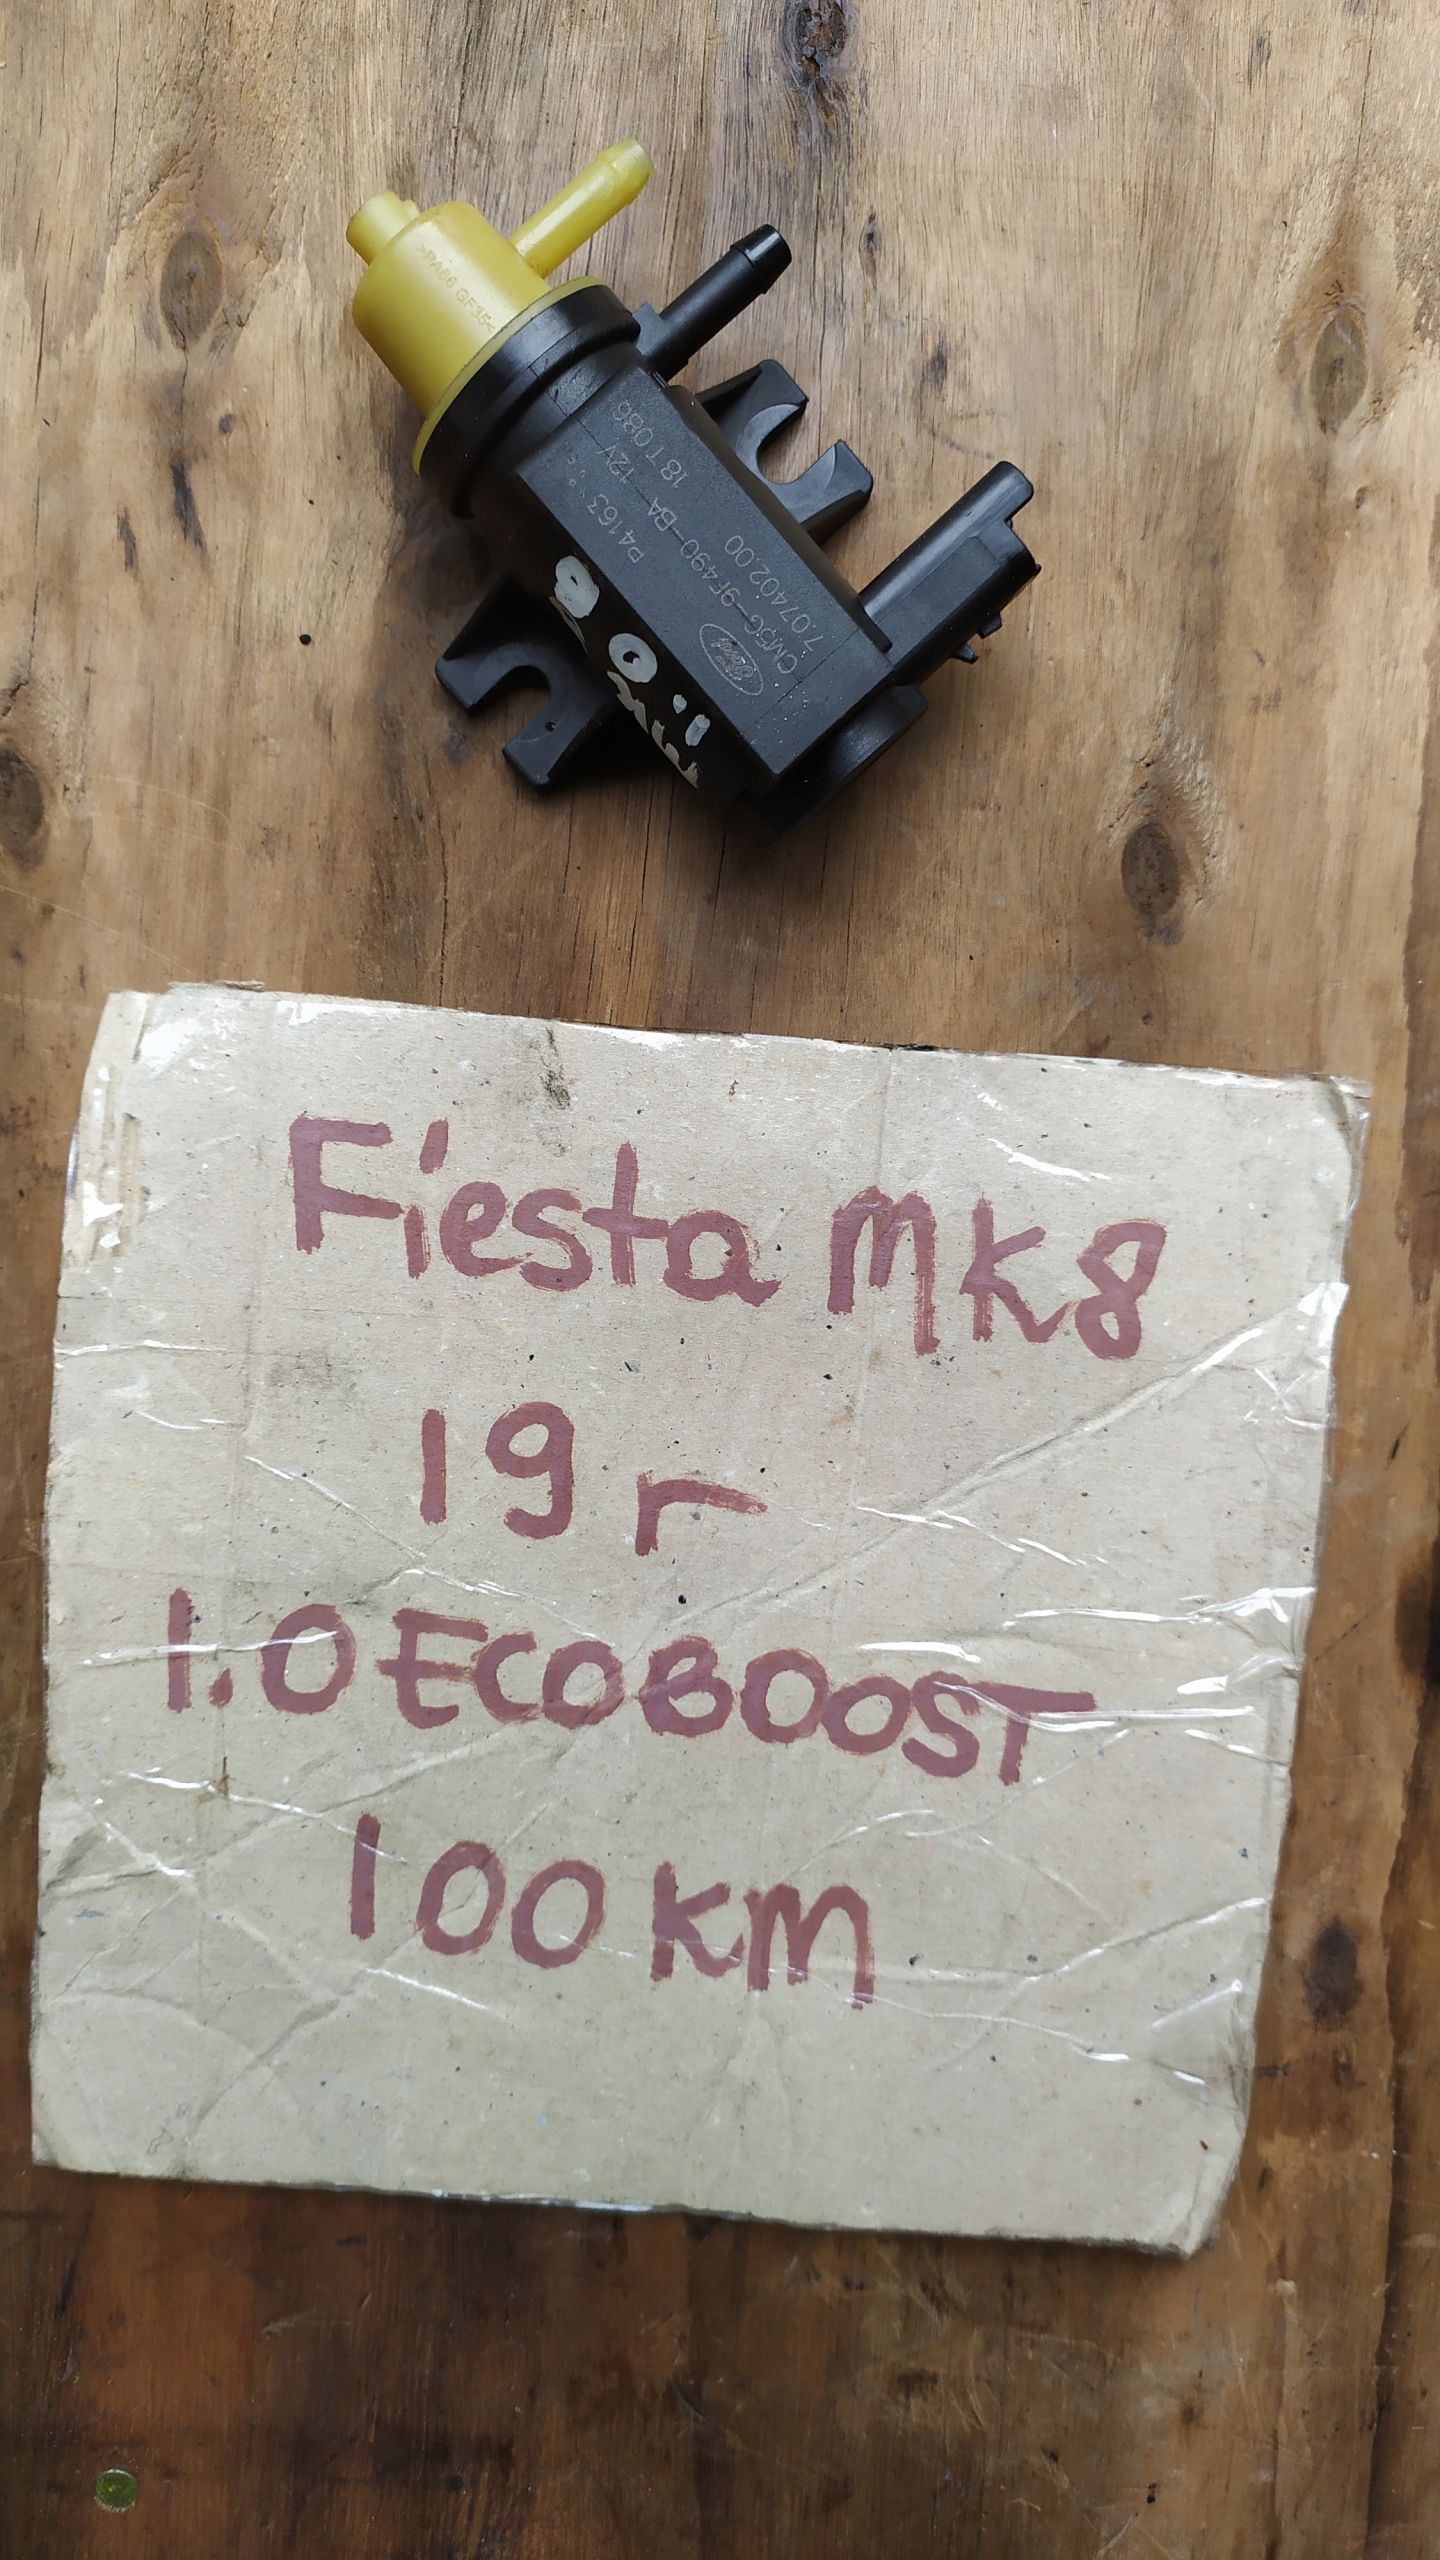 >PA66 GF35<
P4163
12V
18T086
CM5G-9F490-BA
7.07402.00
Ford
Fiesta MK8
19 r
1.0 ECOBOOST
100 KM